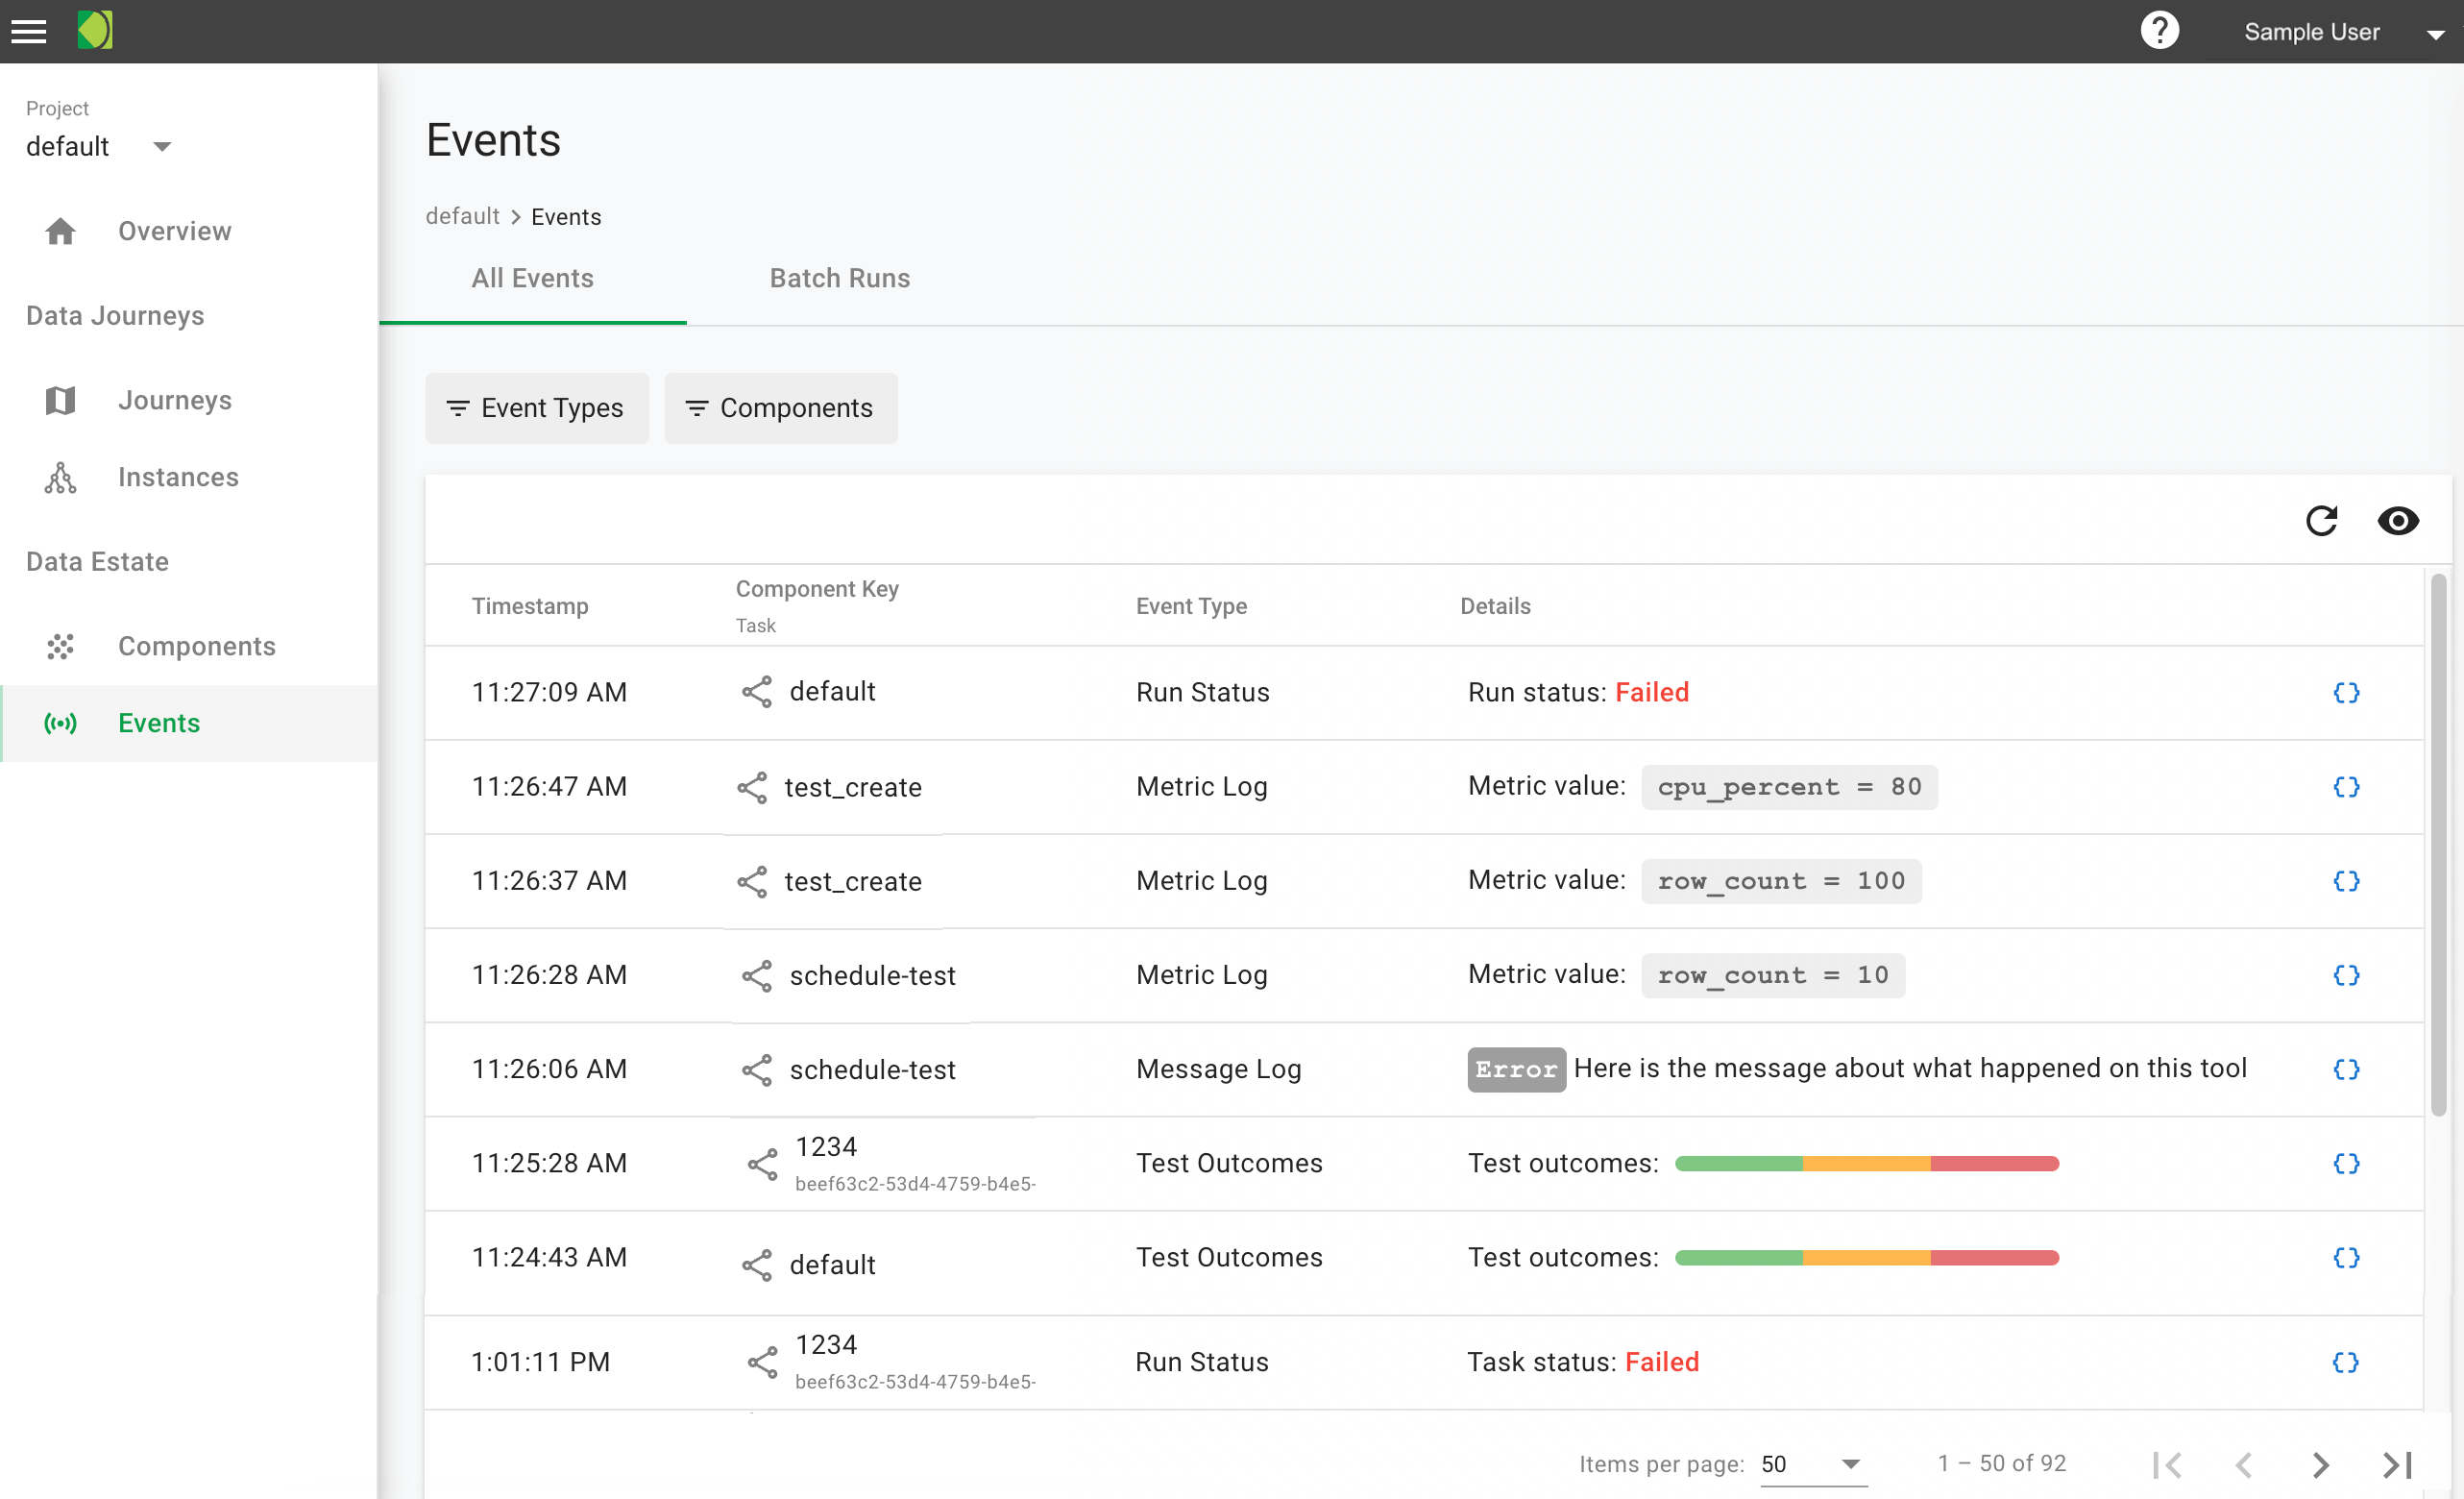 Sample User
Project
default
Overview
Data Journeys
Journeys
Instances
Data Estate
Components
Events
Events
default > Events
All Events Batch Runs
Event Types Components
Timestamp Component Key Event Type Details
Task
11:27:09 AM default Run Status Run status: Failed
11:26:47 AM test_create Metric Log Metric value: cpu_percent = 80
11:26:37 AM test_create Metric Log Metric value: row_count = 100
11:26:28 AM schedule-test Metric Log Metric value: row_count = 10
11:26:06 AM schedule-test Message Log Error Here is the message about what happened on this tool
11:25:28 AM 1234 Test Outcomes Test outcomes:
beef63c2-53d4-4759-b4e5-
11:24:43 AM default Test Outcomes Test outcomes:
1:01:11 PM 1234 Run Status Task status: Failed
beef63c2-53d4-4759-b4e5-
Items per page: 50 1 – 50 of 92